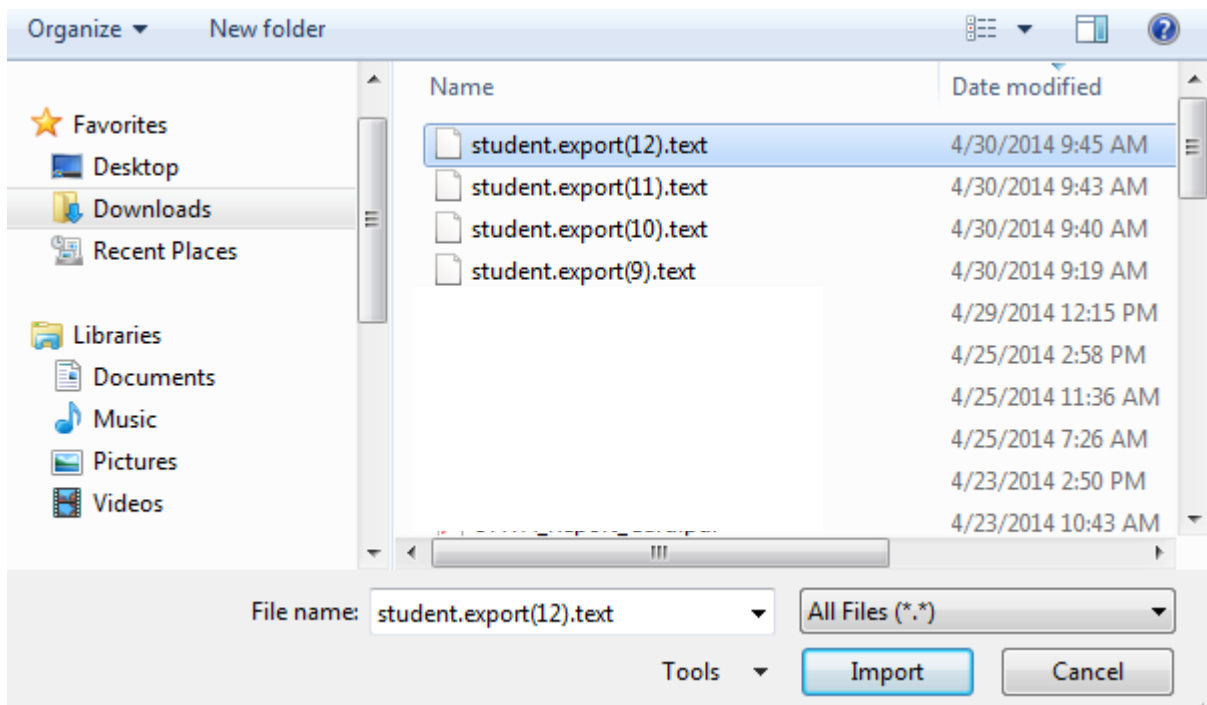 Organize New folder
Name Date modified
Favorites
Desktop
Downloads
Recent Places
Libraries
Documents
Music
Pictures
Videos
student.export(12).text 4/30/2014 9:45 AM
student.export(11).text 4/30/2014 9:43 AM
student.export(10).text 4/30/2014 9:40 AM
student.export(9).text 4/30/2014 9:19 AM
4/29/2014 12:15 PM
4/25/2014 2:58 PM
4/25/2014 11:36 AM
4/25/2014 7:26 AM
4/23/2014 2:50 PM
4/23/2014 10:43 AM
File name: student.export(12).text All Files (*.*)
Tools Import Cancel